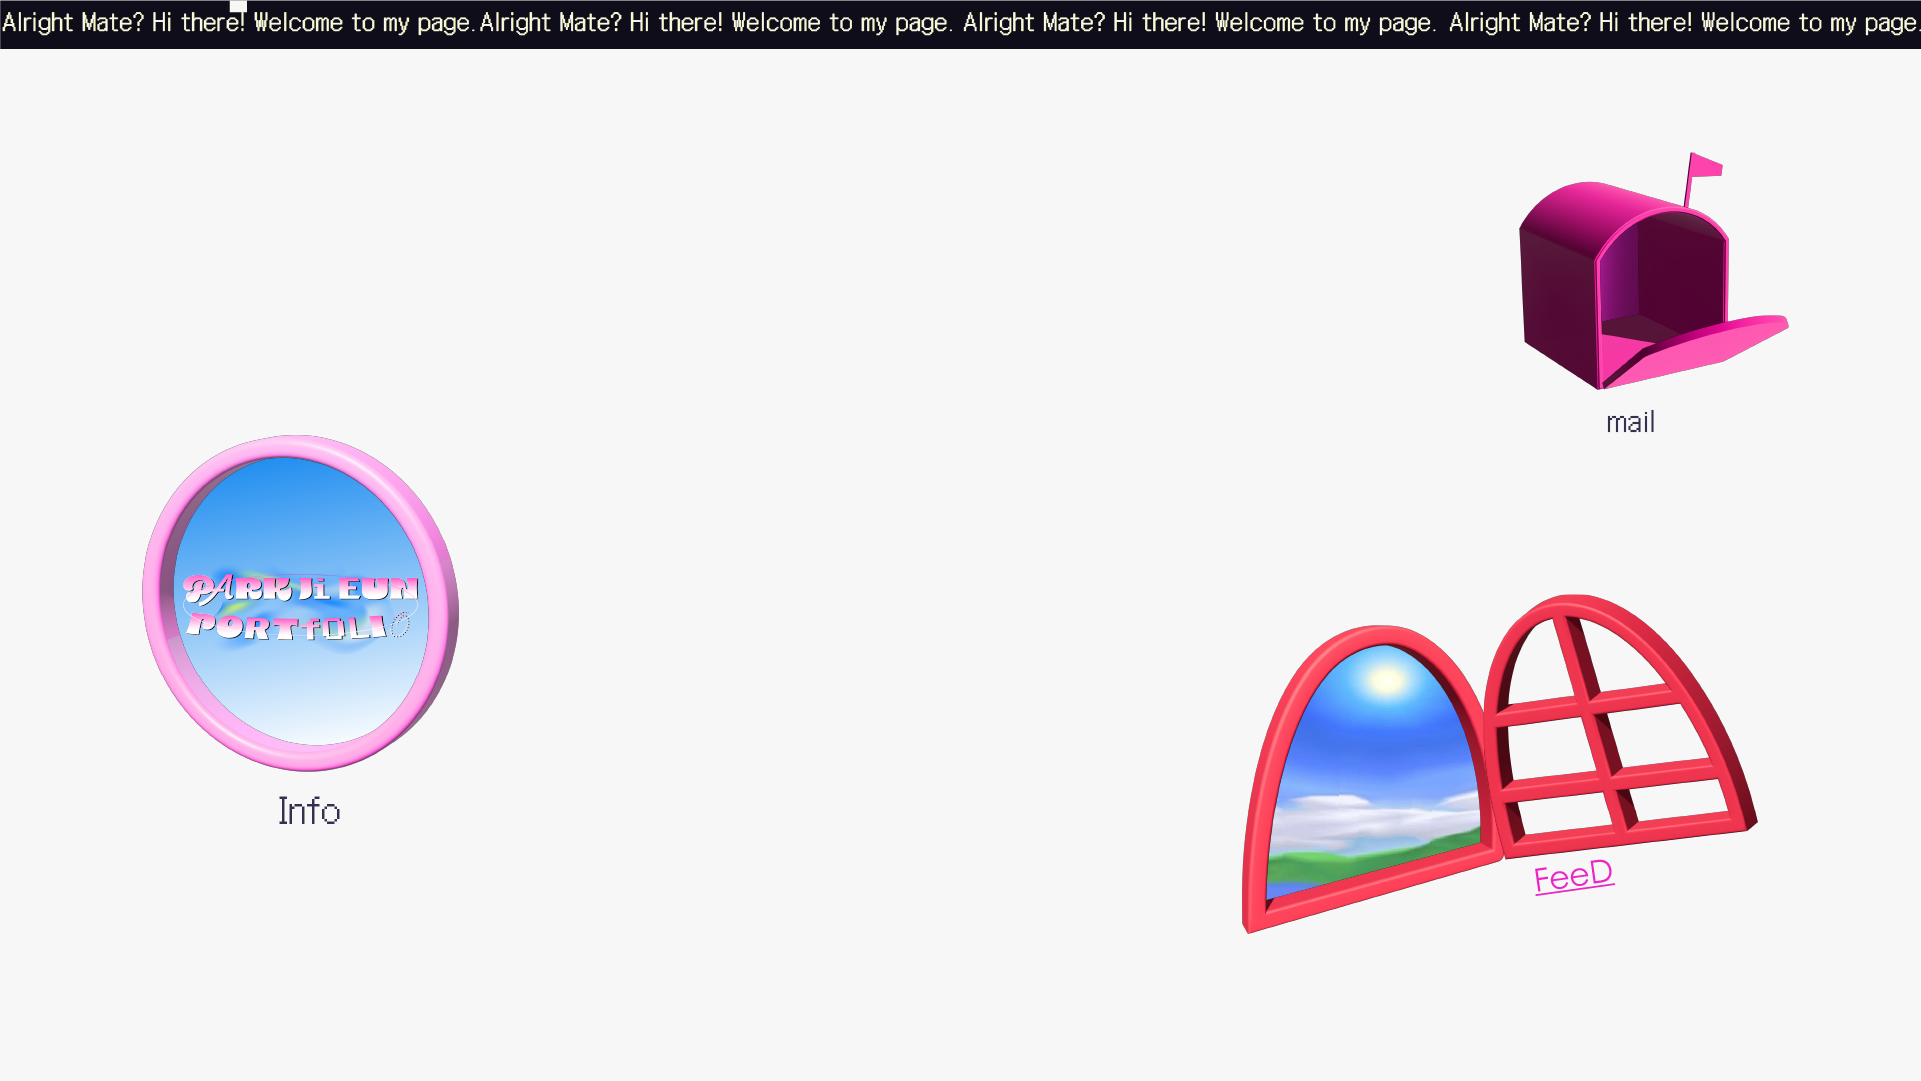 Alright Mate? Hi there! Welcome to my page. Alright Mate? Hi there! Welcome to my page. Alright Mate? Hi there! Welcome to my page. Alright Mate? Hi there! Welcome to my page.
mail
PARK Ji EUN
PORTfOLIO
Info
FeeD